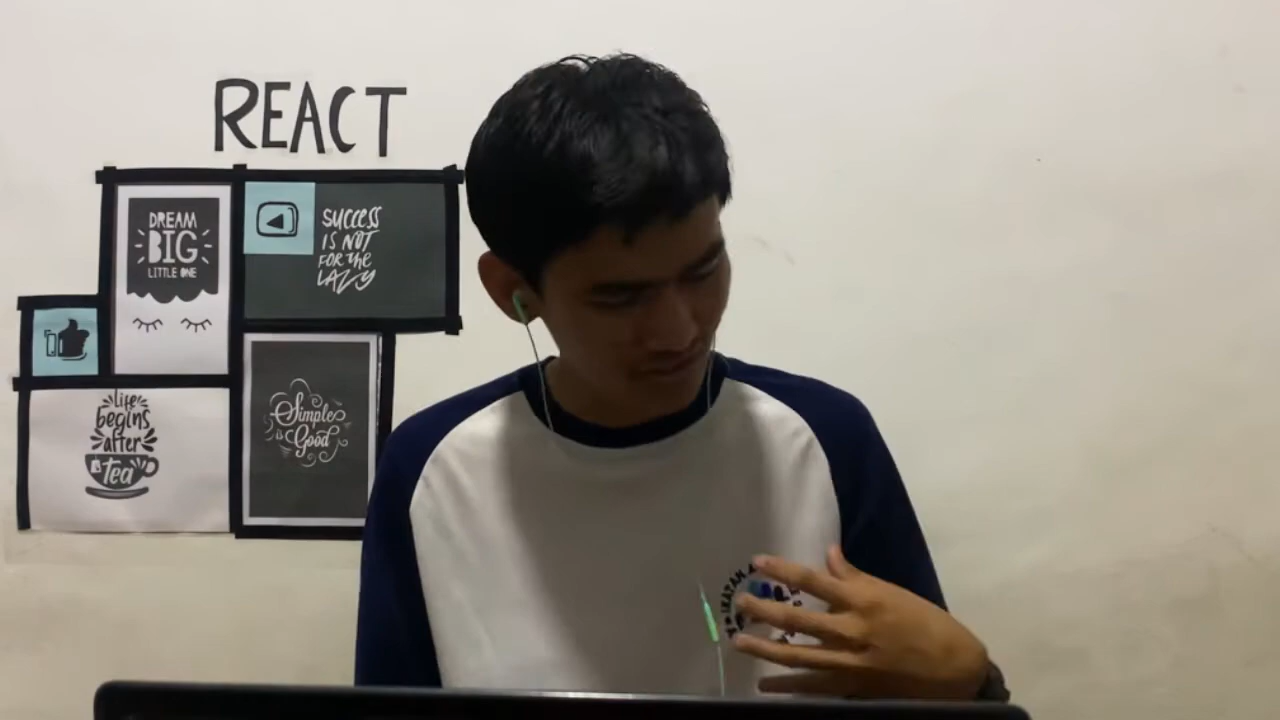 REACT
DREAM
BIG
LITTLE ONE
SUCCESS
IS NOT
FOR the
LAZY
life
begins
after
tea
Simple
is
Good